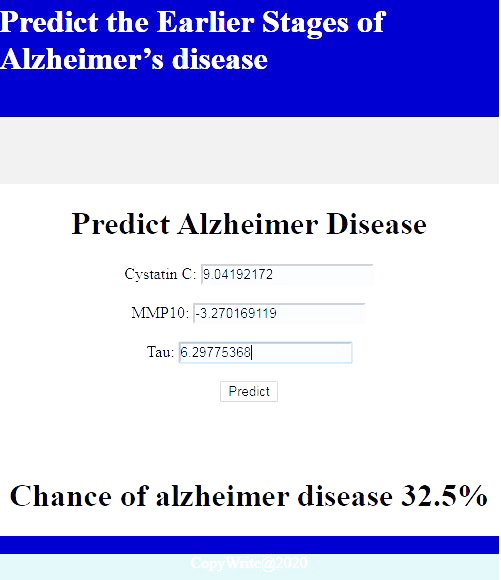 Predict the Earlier Stages of
Alzheimer’s disease
Predict Alzheimer Disease
Cystatin C: 9.04192172
MMP10: -3.270169119
Tau: 6.29775368
Predict
Chance of alzheimer disease 32.5%
CopyWrite@2020